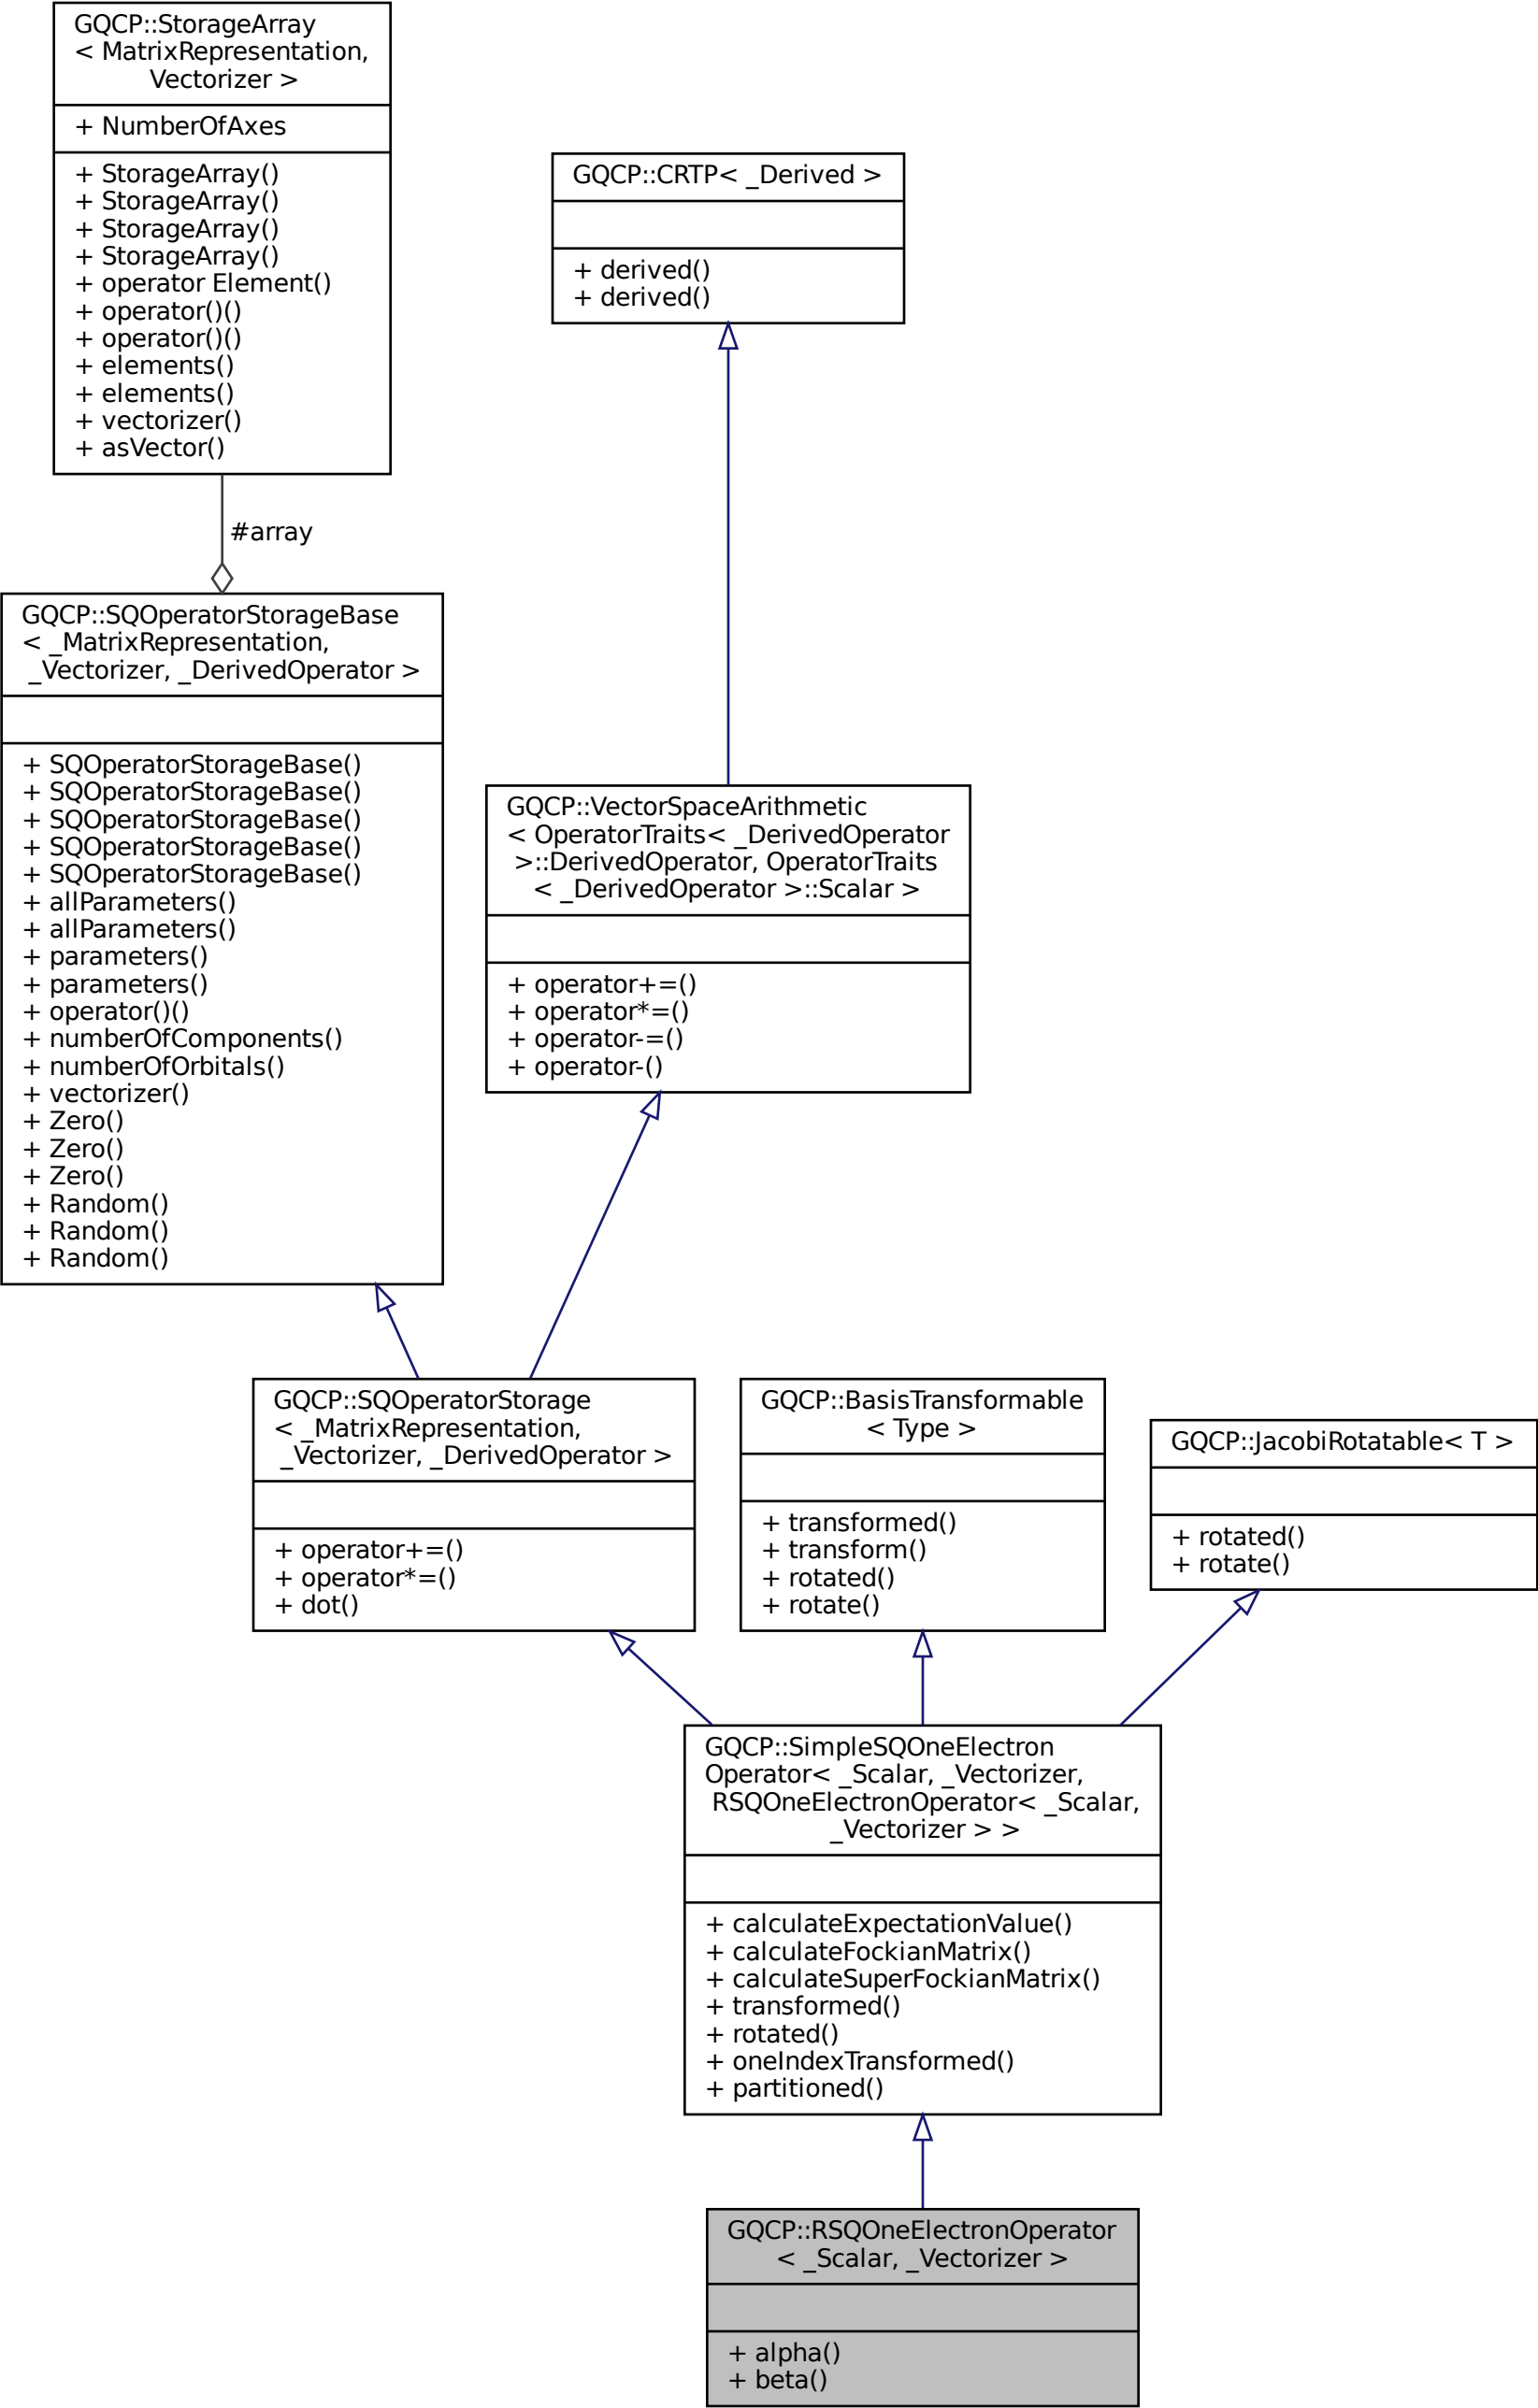 GQCP::StorageArray
< MatrixRepresentation,
Vectorizer >
+ NumberOfAxes
+ StorageArray()
+ StorageArray()
+ StorageArray()
+ StorageArray()
+ operator Element()
+ operator()()
+ operator()()
+ elements()
+ elements()
+ vectorizer()
+ asVector()
GQCP::CRTP< _Derived >
+ derived()
+ derived()
#array
GQCP::SQOperatorStorageBase
< _MatrixRepresentation,
_Vectorizer, _DerivedOperator >
+ SQOperatorStorageBase()
+ SQOperatorStorageBase()
+ SQOperatorStorageBase()
+ SQOperatorStorageBase()
+ SQOperatorStorageBase()
+ allParameters()
+ allParameters()
+ parameters()
+ parameters()
+ operator()()
+ numberOfComponents()
+ numberOfOrbitals()
+ vectorizer()
+ Zero()
+ Zero()
+ Zero()
+ Random()
+ Random()
+ Random()
GQCP::VectorSpaceArithmetic
< OperatorTraits< _DerivedOperator
>::DerivedOperator, OperatorTraits
< _DerivedOperator >::Scalar >
+ operator+=()
+ operator*=()
+ operator-=()
+ operator-()
GQCP::SQOperatorStorage
< _MatrixRepresentation,
_Vectorizer, _DerivedOperator >
+ operator+=()
+ operator*=()
+ dot()
GQCP::BasisTransformable
< Type >
+ transformed()
+ transform()
+ rotated()
+ rotate()
GQCP::JacobiRotatable< T >
+ rotated()
+ rotate()
GQCP::SimpleSQOneElectron
Operator< _Scalar, _Vectorizer,
RSQOneElectronOperator< _Scalar,
_Vectorizer > >
+ calculateExpectationValue()
+ calculateFockianMatrix()
+ calculateSuperFockianMatrix()
+ transformed()
+ rotated()
+ oneIndexTransformed()
+ partitioned()
GQCP::RSQOneElectronOperator
< _Scalar, _Vectorizer >
+ alpha()
+ beta()